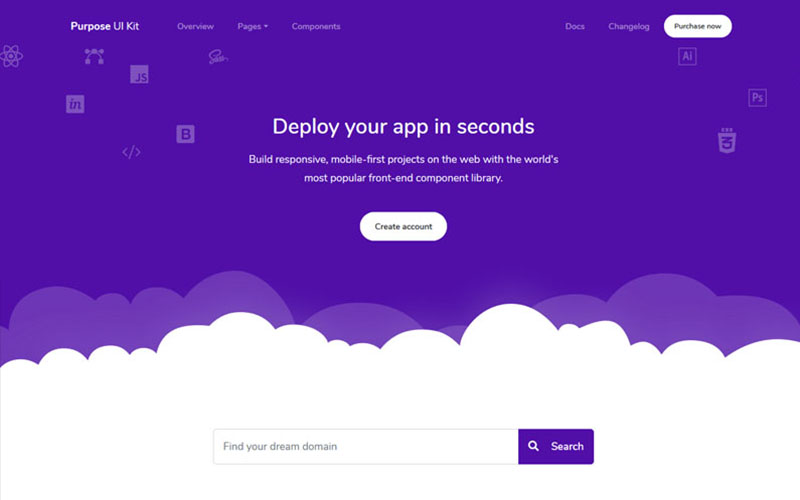 Purpose UI Kit
Overview
Pages
Components
Docs
Changelog
Purchase now
JS
Ai
in
Ps
B
</>
3
Deploy your app in seconds
Build responsive, mobile-first projects on the web with the world's
most popular front-end component library.
Create account
Find your dream domain
Search